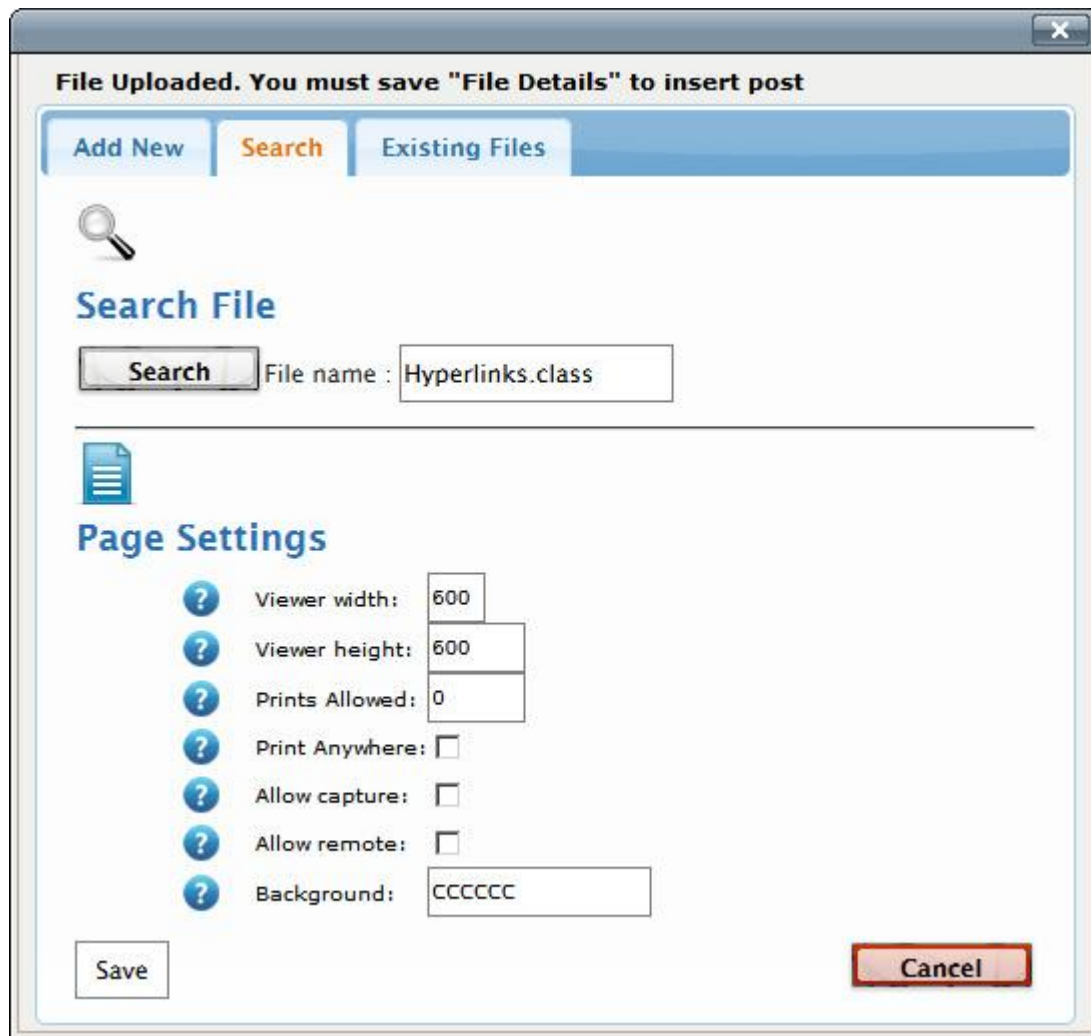 File Uploaded. You must save "File Details" to insert post
Add New Search Existing Files
Search File
Search File name : Hyperlinks.class
Page Settings
? Viewer width: 600
? Viewer height: 600
? Prints Allowed: 0
? Print Anywhere:
? Allow capture:
? Allow remote:
? Background: CCCCCC
Save Cancel